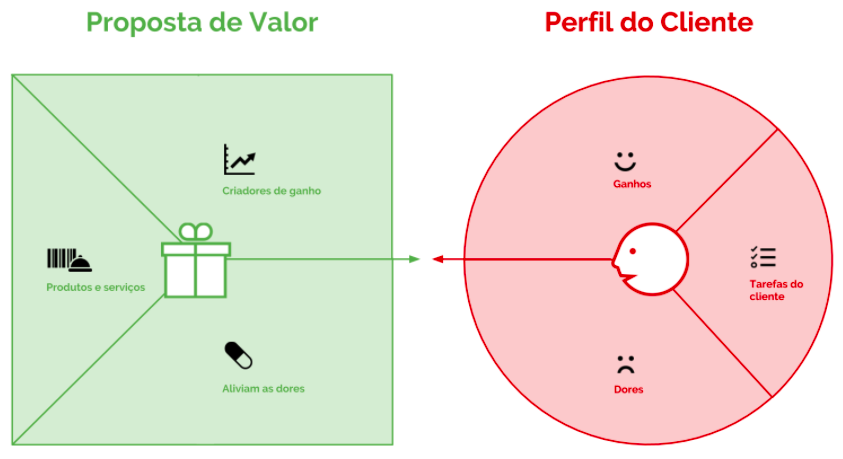 Proposta de Valor
Perfil do Cliente
Criadores de ganho
Produtos e serviços
Aliviam as dores
Ganhos
Tarefas do
cliente
Dores